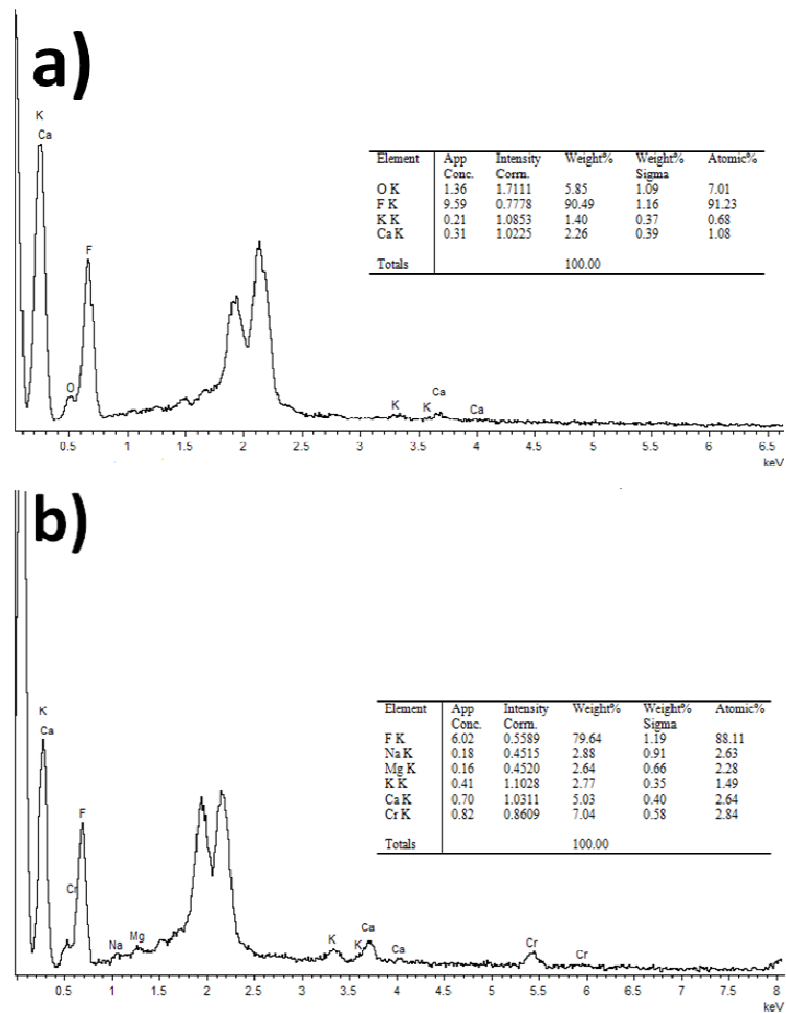 a)
K
Ca
F
O
K
K
Ca
Ca
0.5 1 1.5 2 2.5 3 3.5 4 4.5 5 5.5 6 6.5
keV
Element App Conc. Intensity Corrn. Weight% Weight% Sigma Atomic%
O K 1.36 1.7111 5.85 1.09 7.01
F K 9.59 0.7778 90.49 1.16 91.23
K K 0.21 1.0853 1.40 0.37 0.68
Ca K 0.31 1.0225 2.26 0.39 1.08
Totals 100.00
b)
K
Ca
F
Cr
Na
Mg
K
K
Ca
Ca
Cr
Cr
0.5 1 1.5 2 2.5 3 3.5 4 4.5 5 5.5 6 6.5 7 7.5 8
keV
Element App Conc. Intensity Corrn. Weight% Weight% Sigma Atomic%
F K 6.02 0.5589 79.64 1.19 88.11
Na K 0.18 0.4515 2.88 0.91 2.63
Mg K 0.16 0.4520 2.64 0.66 2.28
K K 0.41 1.1028 2.77 0.35 1.49
Ca K 0.70 1.0311 5.03 0.40 2.64
Cr K 0.82 0.8609 7.04 0.58 2.84
Totals 100.00